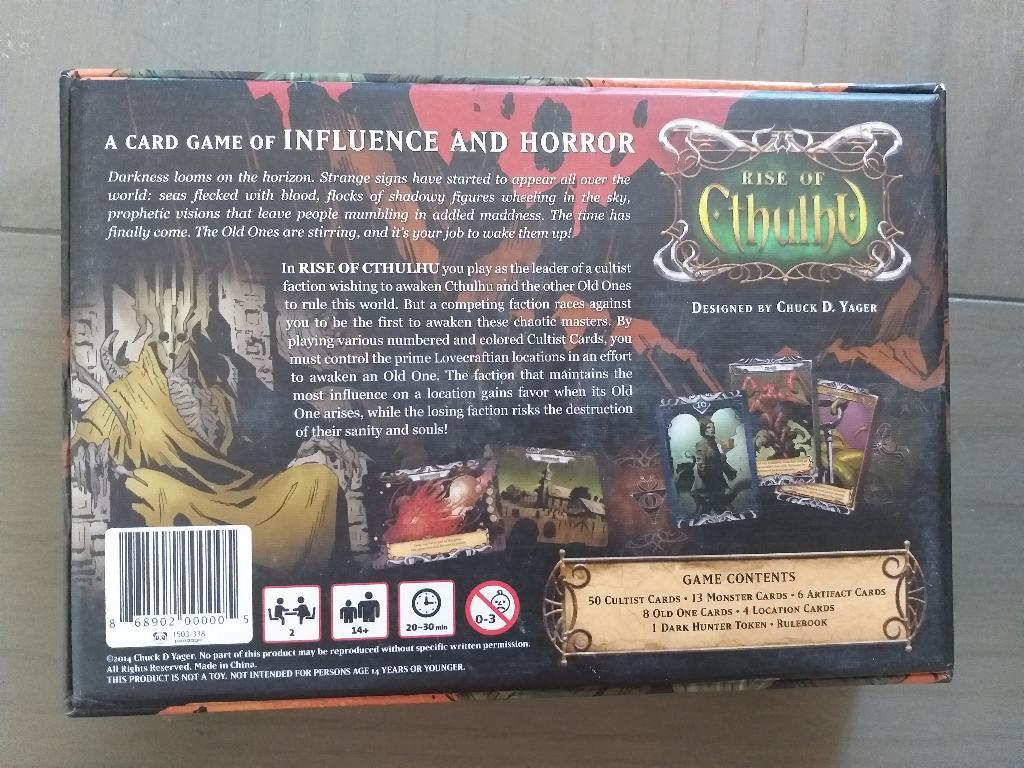 A CARD GAME OF INFLUENCE AND HORROR
Darkness looms on the horizon. Strange signs have started to appear all over the
world: seas flecked with blood, flocks of shadowy figures wheeling in the sky,
prophetic visions that leave people mumbling in addled maddness. The time has
finally come. The Old Ones are stirring, and it's your job to wake them up!
In RISE OF CTHULHU you play as the leader of a cultist
faction wishing to awaken Cthulhu and the other Old Ones
to rule this world. But a competing faction races against
you to be the first to awaken these chaotic masters. By
playing various numbered and colored Cultist Cards, you
must control the prime Lovecraftian locations in an effort
to awaken an Old One. The faction that maintains the
most influence on a location gains favor when its Old
One arises, while the losing faction risks the destruction
of their sanity and souls!
RISE OF
Cthulhu
DESIGNED BY CHUCK D. YAGER
10
GAME CONTENTS
50 CULTIST CARDS • 13 MONSTER CARDS • 6 ARTIFACT CARDS
8 OLD ONE CARDS • 4 LOCATION CARDS
1 DARK HUNTER TOKEN • RULEBOOK
8 68902 00000 5
1503-338
pandagm
2
14+
20-30 min
0-3
©2014 Chuck D Yager. No part of this product may be reproduced without specific written permission.
All Rights Reserved. Made in China.
THIS PRODUCT IS NOT A TOY. NOT INTENDED FOR PERSONS AGE 14 YEARS OR YOUNGER.